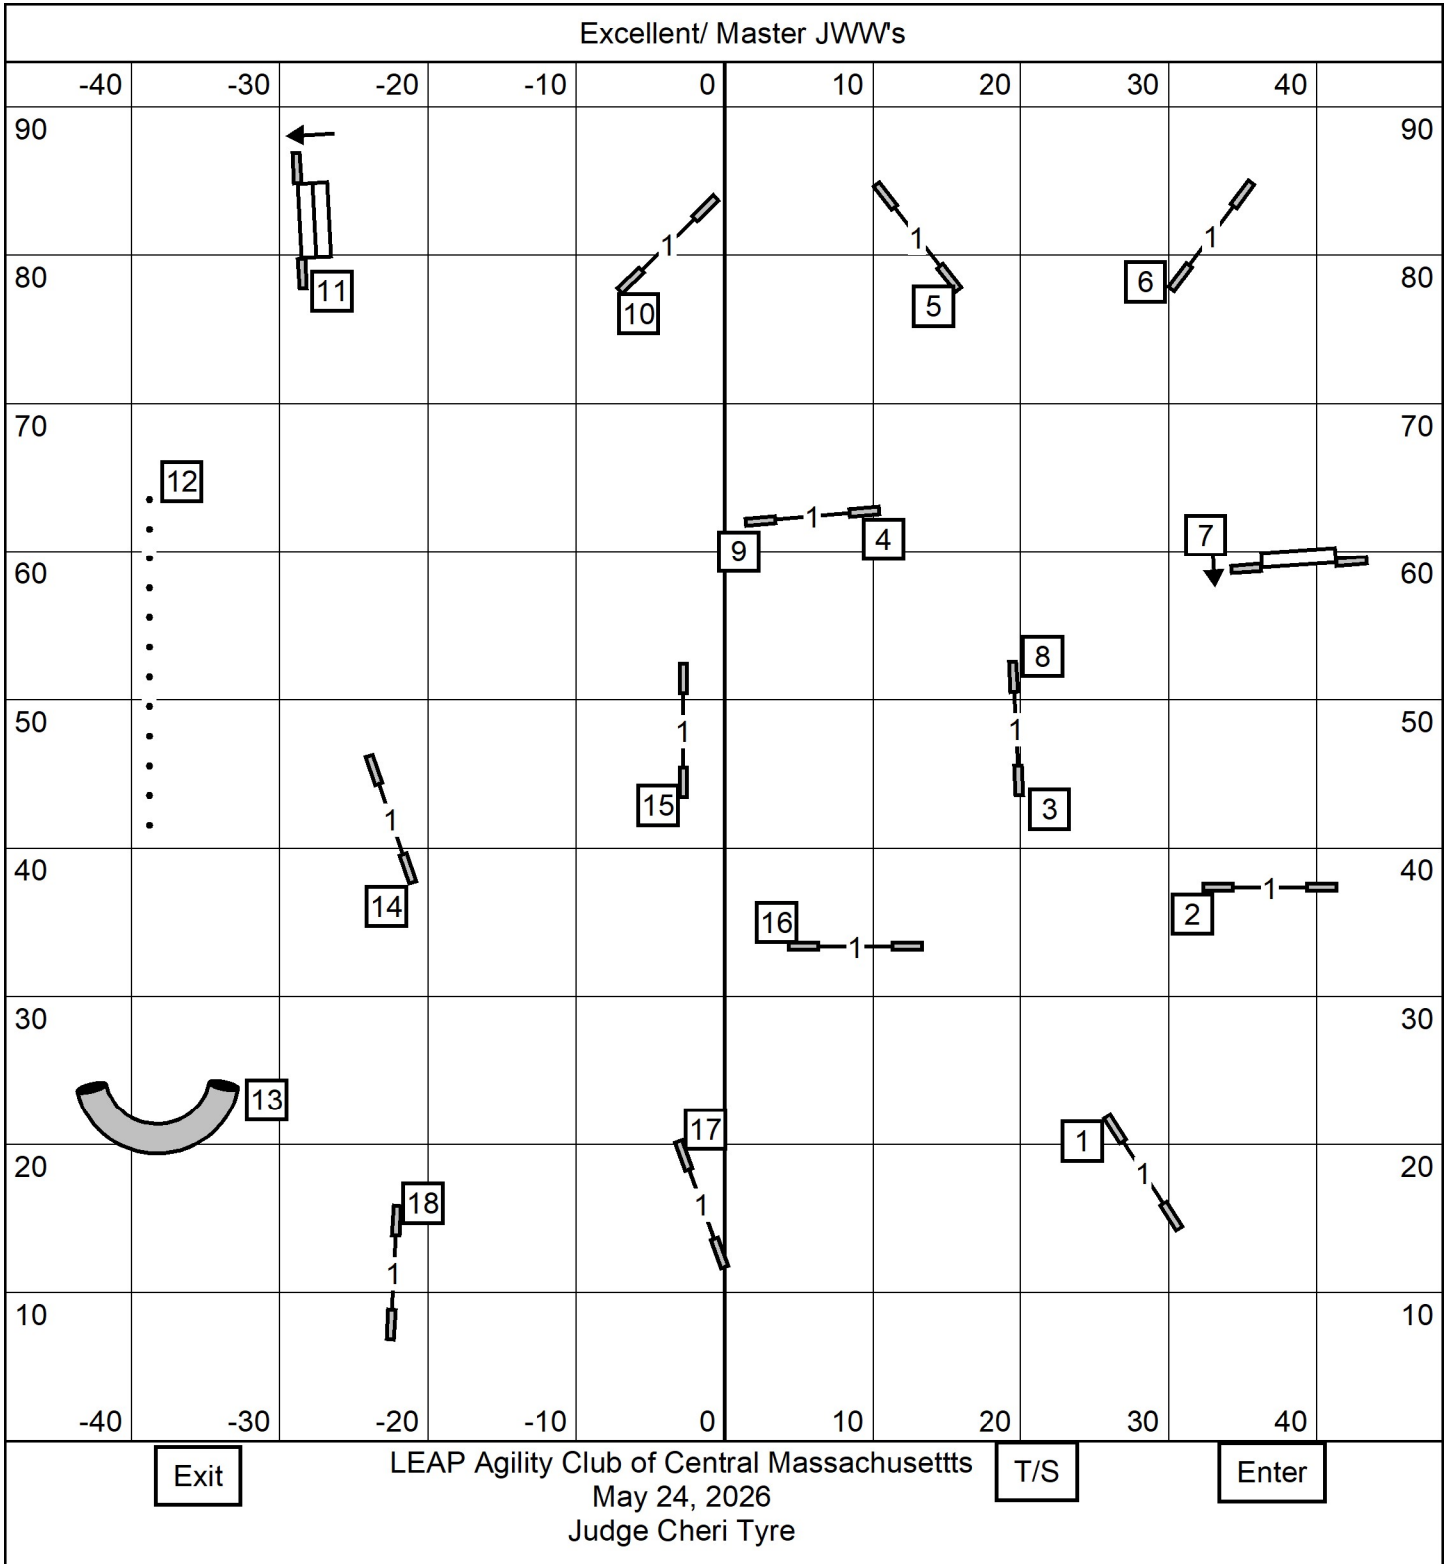 Excellent/ Master JWW's
-40 -30 -20 -10 0 10 20 30 40
90 90
80 11 10 1 5 1 6 1 80
70 70
12
9 1 4 7
60 60
8
50 1 1 50
15 3
1
40 14 16 1 2 1 40
30 30
13
17 1
20 1 20
18 1
1
10 10
-40 -30 -20 -10 0 10 20 30 40
Exit LEAP Agility Club of Central Massachusettts T/S Enter
May 24, 2026
Judge Cheri Tyre